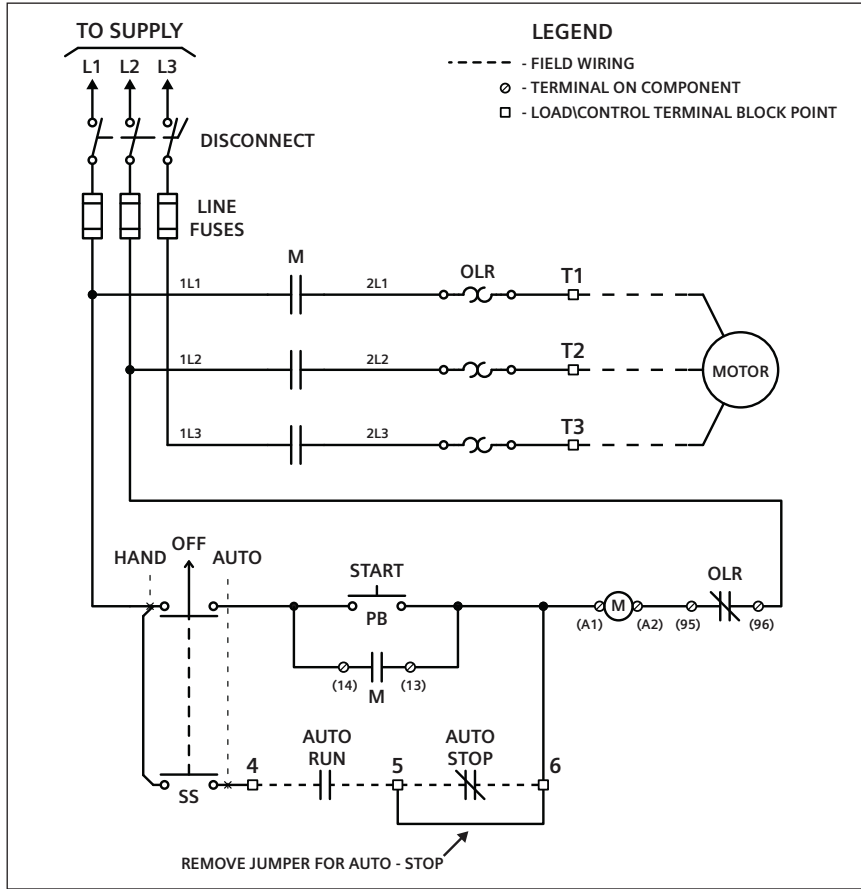 TO SUPPLY
L1 L2 L3
DISCONNECT
LINE
FUSES
LEGEND
- FIELD WIRING
- TERMINAL ON COMPONENT
- LOAD\CONTROL TERMINAL BLOCK POINT
M
OLR
1L1
2L1
T1
1L2
2L2
T2
MOTOR
1L3
2L3
T3
HAND
OFF
AUTO
START
PB
OLR
M
(A1)
(A2)
(95)
(96)
(14)
(13)
M
AUTO
RUN
AUTO
STOP
4
5
6
SS
REMOVE JUMPER FOR AUTO - STOP